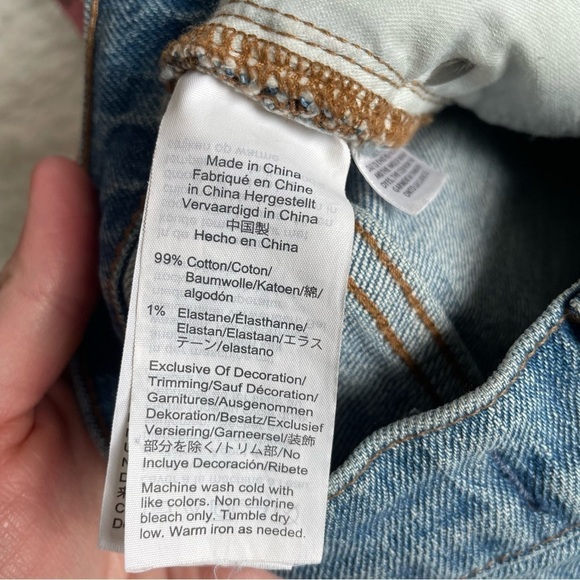 Made in China
Fabriqué en Chine
in China Hergestellt
Vervaardigd in China
中国製
Hecho en China
99% Cotton/Coton/
Baumwolle/Katoen/綿/
algodón
1% Elastane/Élasthanne/
Elastan/Elastaan/エラス
テーン/elastano
Exclusive Of Decoration/
Trimming/Sauf Décoration/
Garnitures/Ausgenommen
Dekoration/Besatz/Exclusief
Versiering/Garneersel/装飾
部分を除く/トリム部/No
Incluye Decoración/Ribete
Machine wash cold with
like colors. Non chlorine
bleach only. Tumble dry
low. Warm iron as needed.